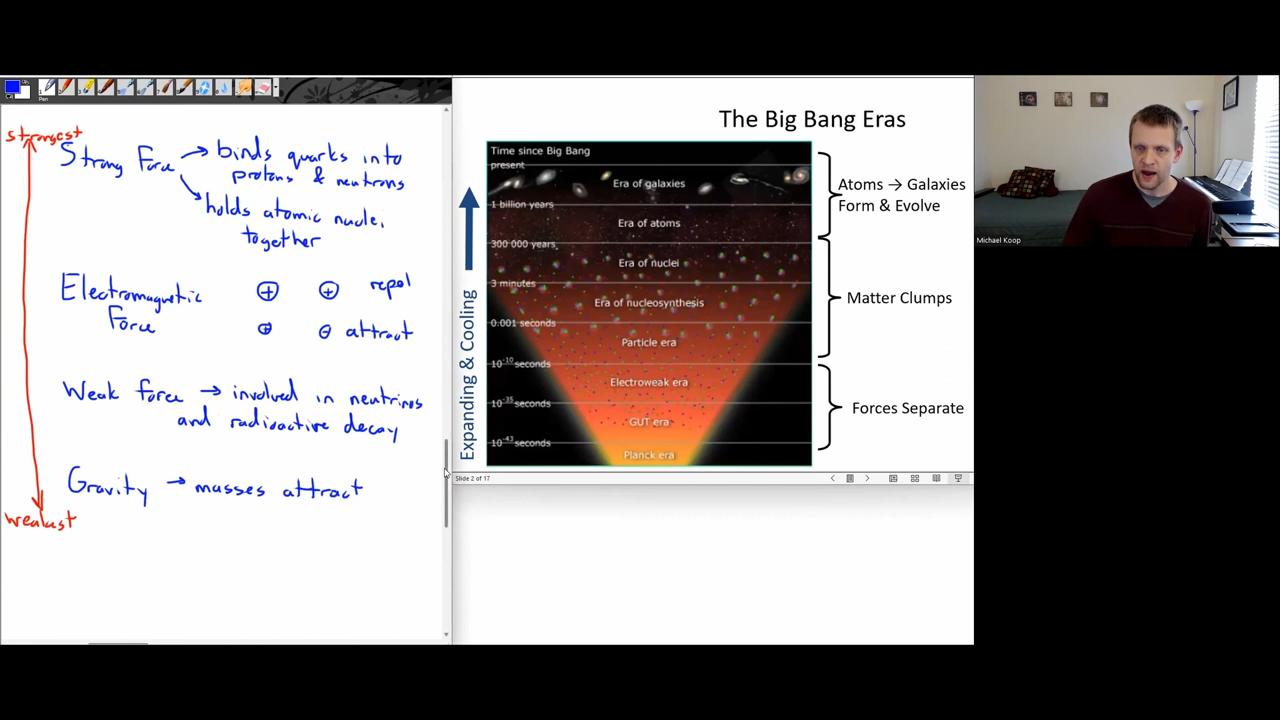 strongest
Strong Force → binds quarks into
protons & neutrons
holds atomic nuclei
together
Electromagnetic
Force
+ + repel
+ - attract
Weak force → involved in neutrinos
and radioactive decay
Gravity → masses attract
weakest
The Big Bang Eras
Time since Big Bang
present
Era of galaxies
1 billion years
Era of atoms
300 000 years
Era of nuclei
3 minutes
Era of nucleosynthesis
0.001 seconds
Particle era
10⁻¹⁰ seconds
Electroweak era
10⁻³⁵ seconds
GUT era
10⁻⁴³ seconds
Planck era
Expanding & Cooling
Atoms → Galaxies
Form & Evolve
Matter Clumps
Forces Separate
Slide 2 of 17
Michael Koop